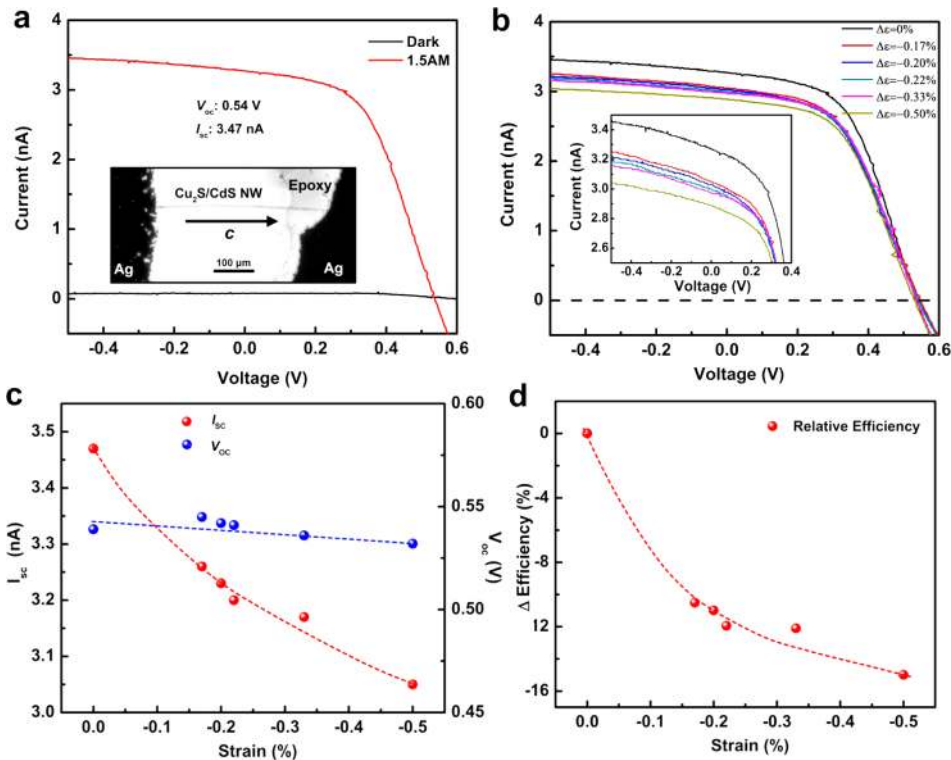 a
Dark
1.5AM
V_oc: 0.54 V
I_sc: 3.47 nA
Cu₂S/CdS NW
Epoxy
C
Ag
100 μm
Ag
Current (nA)
4
3
2
1
0
-0.4
-0.2
0.0
0.2
0.4
0.6
Voltage (V)
b
Δε=0%
Δε=-0.17%
Δε=-0.20%
Δε=-0.22%
Δε=-0.33%
Δε=-0.50%
Current (nA)
4
3
2
1
0
-0.4
-0.2
0.0
0.2
0.4
0.6
Voltage (V)
Current (nA)
3.4
3.2
3.0
2.8
2.6
-0.4
-0.2
0.0
0.2
0.4
Voltage (V)
c
I_SC
V_OC
I_sc (nA)
3.5
3.4
3.3
3.2
3.1
3.0
0.60
0.55
0.50
0.45
V_oc (V)
0.0
-0.1
-0.2
-0.3
-0.4
-0.5
Strain (%)
d
Relative Efficiency
Δ Efficiency (%)
0
-4
-8
-12
-16
0.0
-0.1
-0.2
-0.3
-0.4
-0.5
Strain (%)